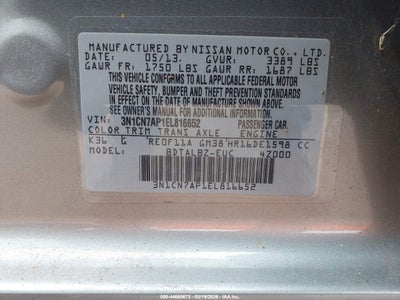 MANUFACTURED BY NISSAN MOTOR CO., LTD.
DATE: 05/13. GVWR: 3389 LBS
GAWR FR: 1750 LBS GAWR RR: 1687 LBS
THIS VEHICLE CONFORMS TO ALL APPLICABLE FEDERAL MOTOR
VEHICLE SAFETY, BUMPER AND THEFT PREVENTION STANDARDS
IN EFFECT ON THE DATE OF MANUFACTURE SHOWN ABOVE.
SEE OWNER'S MANUAL FOR ADDITIONAL INFORMATION
VIN: 3N1CN7AP1EL816652 PASSENGER CAR.
COLOR TRIM TRANS AXLE ENGINE
K36 G RE0F11A GM38 HR16DE1598 CC
MODEL: BDTALBZ-EUC 4Z000
3N1CN7AP1EL816652